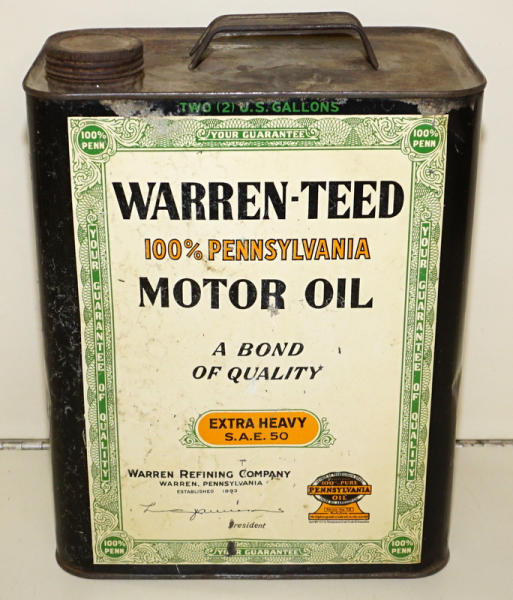 TWO (2) U.S. GALLONS
100% PENN
YOUR GUARANTEE
100% PENN
YOUR GUARANTEE OF QUALITY
YOUR GUARANTEE OF QUALITY
WARREN-TEED
100% PENNSYLVANIA
MOTOR OIL
A BOND
OF QUALITY
EXTRA HEAVY
S.A.E. 50
WARREN REFINING COMPANY
WARREN, PENNSYLVANIA
ESTABLISHED 1893
President
100% PURE
PENNSYLVANIA
OIL
100% PENN
YOUR GUARANTEE
100% PENN